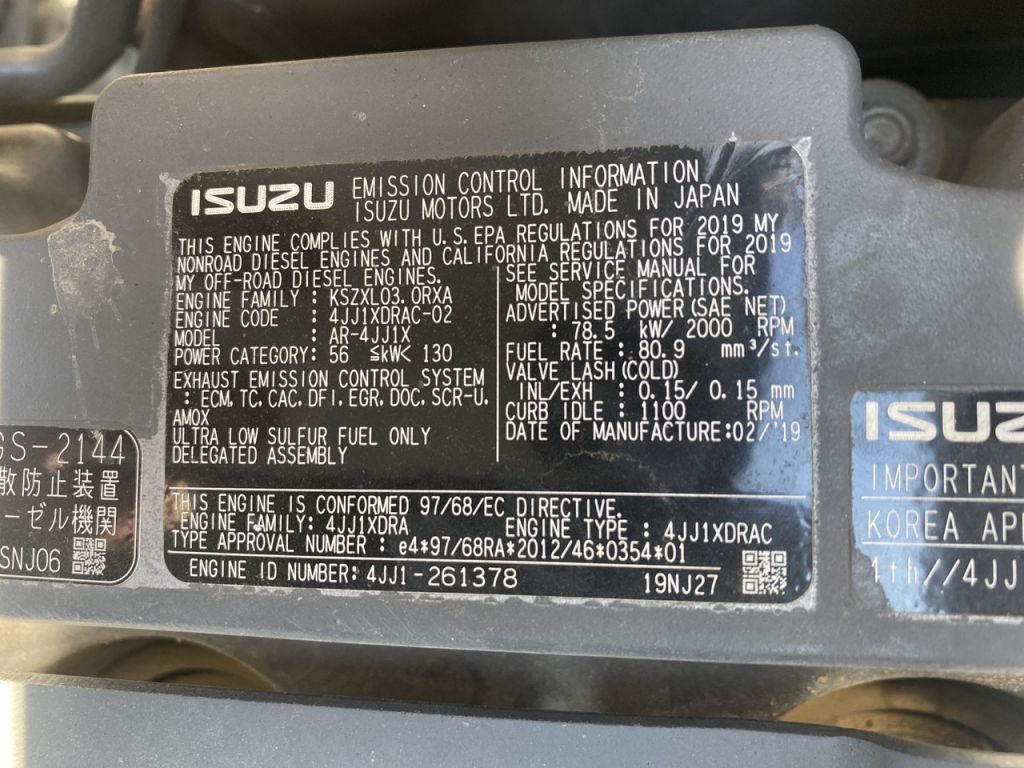 ISUZU EMISSION CONTROL INFORMATION
ISUZU MOTORS LTD. MADE IN JAPAN
THIS ENGINE COMPLIES WITH U.S.EPA REGULATIONS FOR 2019 MY
NONROAD DIESEL ENGINES AND CALIFORNIA REGULATIONS FOR 2019
MY OFF-ROAD DIESEL ENGINES.
ENGINE FAMILY : KSZXL03.0RXA
ENGINE CODE : 4JJ1XDRAC-02
MODEL : AR-4JJ1X
POWER CATEGORY: 56 ≦kW< 130
EXHAUST EMISSION CONTROL SYSTEM
: ECM, TC, CAC, DFI, EGR, DOC, SCR-U,
AMOX
ULTRA LOW SULFUR FUEL ONLY
DELEGATED ASSEMBLY
SEE SERVICE MANUAL FOR
MODEL SPECIFICATIONS.
ADVERTISED POWER(SAE NET)
: 78.5 kW/ 2000 RPM
FUEL RATE : 80.9 mm³/st.
VALVE LASH(COLD)
INL/EXH : 0.15/ 0.15 mm
CURB IDLE : 1100 RPM
DATE OF MANUFACTURE:02/'19
THIS ENGINE IS CONFORMED 97/68/EC DIRECTIVE.
ENGINE FAMILY: 4JJ1XDRA ENGINE TYPE : 4JJ1XDRAC
TYPE APPROVAL NUMBER : e4*97/68RA*2012/46*0354*01
ENGINE ID NUMBER: 4JJ1-261378 19NJ27
GS-2144
散防止装置
ーゼル機関
SNJ06
ISUZ
IMPORTANT
KOREA APP
4th//4JJ